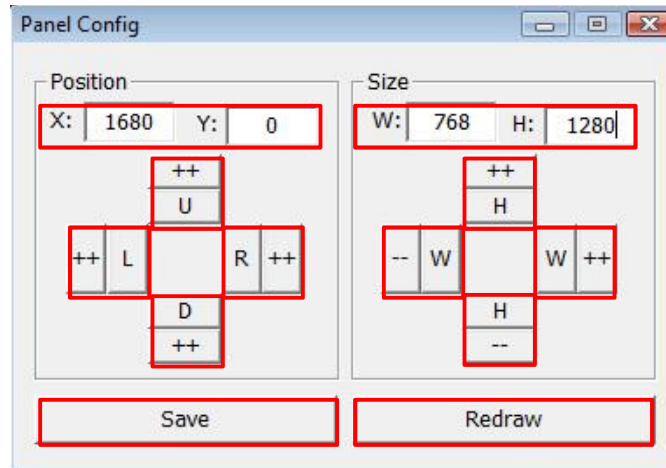 Panel Config
Position Size
X: 1680 Y: 0 W: 768 H: 1280
++ ++
U H
++ L R ++ -- W W ++
D H
++ --
Save Redraw